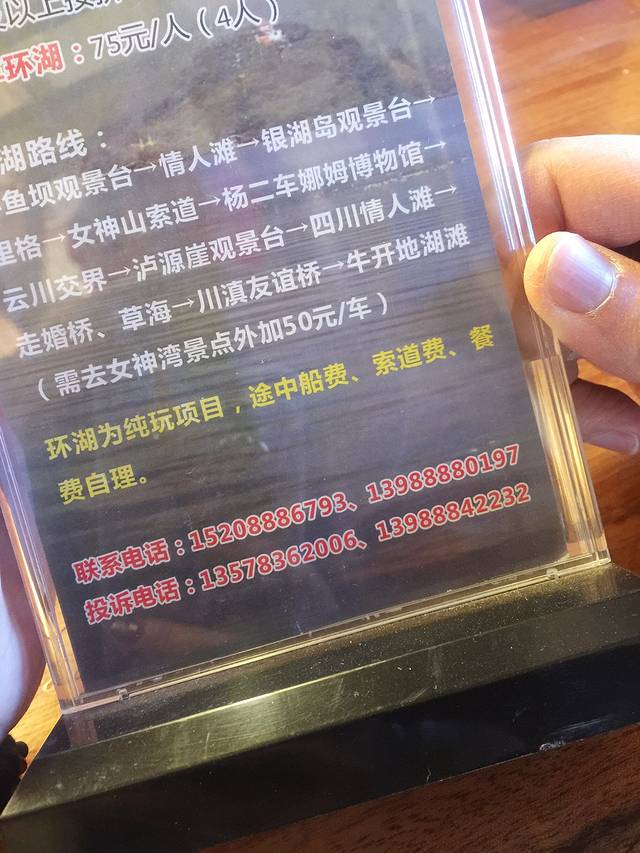 环湖：75元/人（4人）
湖路线：
鱼坝观景台→情人滩→银湖岛观景台→
里格→女神山索道→杨二车娜姆博物馆→
云川交界→泸源崖观景台→四川情人滩→
走婚桥、草海→川滇友谊桥→牛开地湖滩
（需去女神湾景点外加50元/车）
环湖为纯玩项目，途中船费、索道费、餐
费自理。
联系电话：15208886793、13988880197
投诉电话：13578362006、13988842232